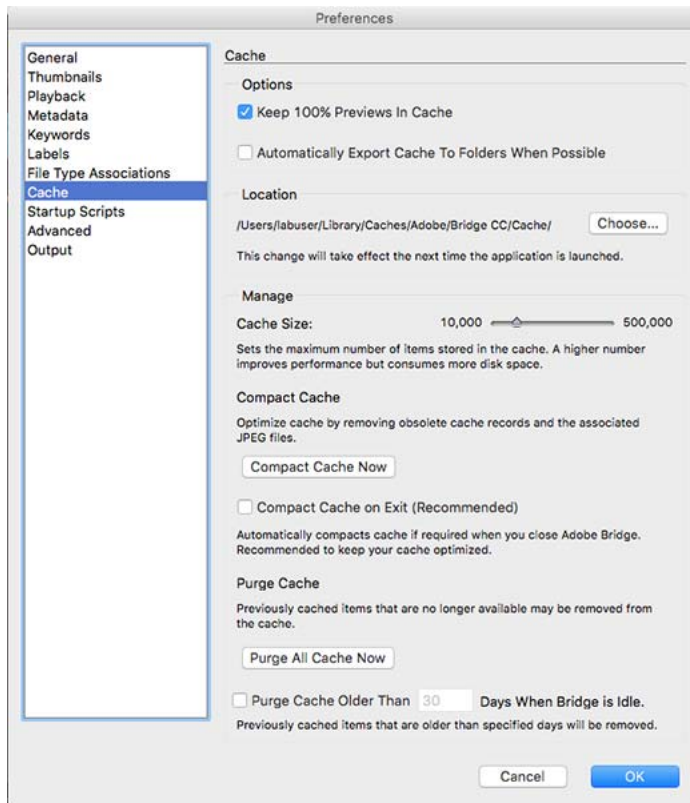 Preferences
General
Thumbnails
Playback
Metadata
Keywords
Labels
File Type Associations
Cache
Startup Scripts
Advanced
Output
Cache
Options
Keep 100% Previews In Cache
Automatically Export Cache To Folders When Possible
Location
/Users/labuser/Library/Caches/Adobe/Bridge CC/Cache/ Choose...
This change will take effect the next time the application is launched.
Manage
Cache Size: 10,000 500,000
Sets the maximum number of items stored in the cache. A higher number
improves performance but consumes more disk space.
Compact Cache
Optimize cache by removing obsolete cache records and the associated
JPEG files.
Compact Cache Now
Compact Cache on Exit (Recommended)
Automatically compacts cache if required when you close Adobe Bridge.
Recommended to keep your cache optimized.
Purge Cache
Previously cached items that are no longer available may be removed from
the cache.
Purge All Cache Now
Purge Cache Older Than 30 Days When Bridge is Idle.
Previously cached items that are older than specified days will be removed.
Cancel OK